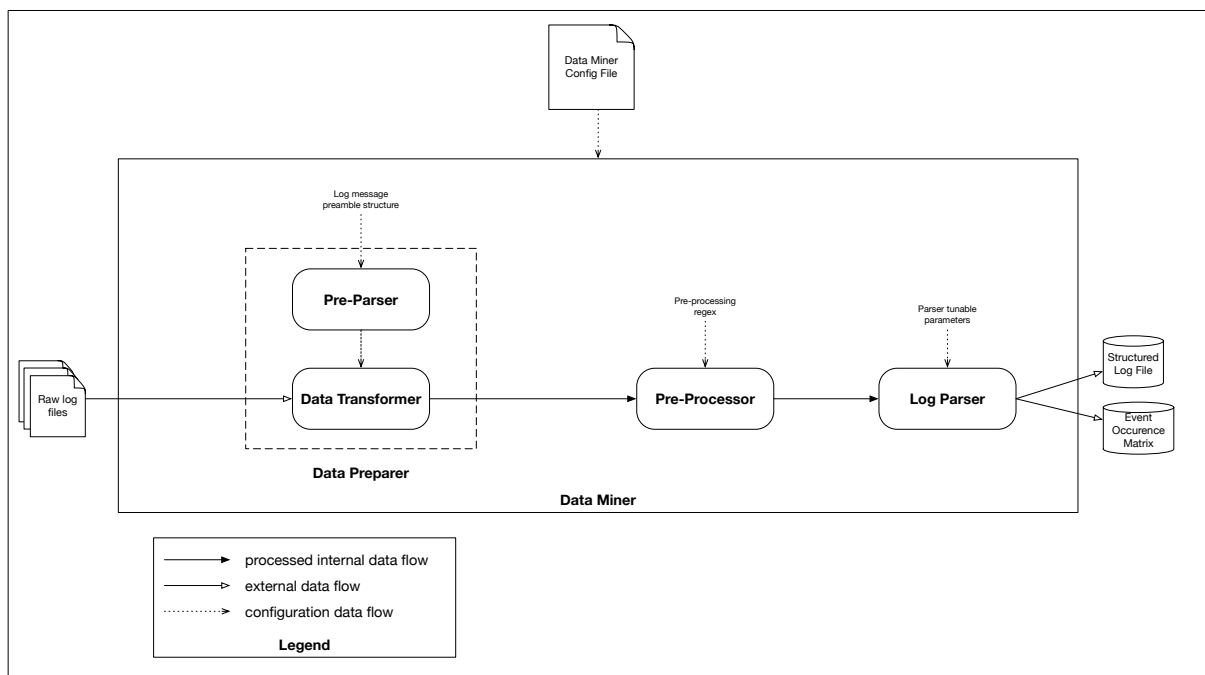 Data Miner
Config File
Log message
preamble structure
Pre-Parser
Pre-processing
regex
Parser tunable
parameters
Raw log
files
Data Transformer
Pre-Processor
Log Parser
Structured
Log File
Event
Occurence
Matrix
Data Preparer
Data Miner
processed internal data flow
external data flow
configuration data flow
Legend